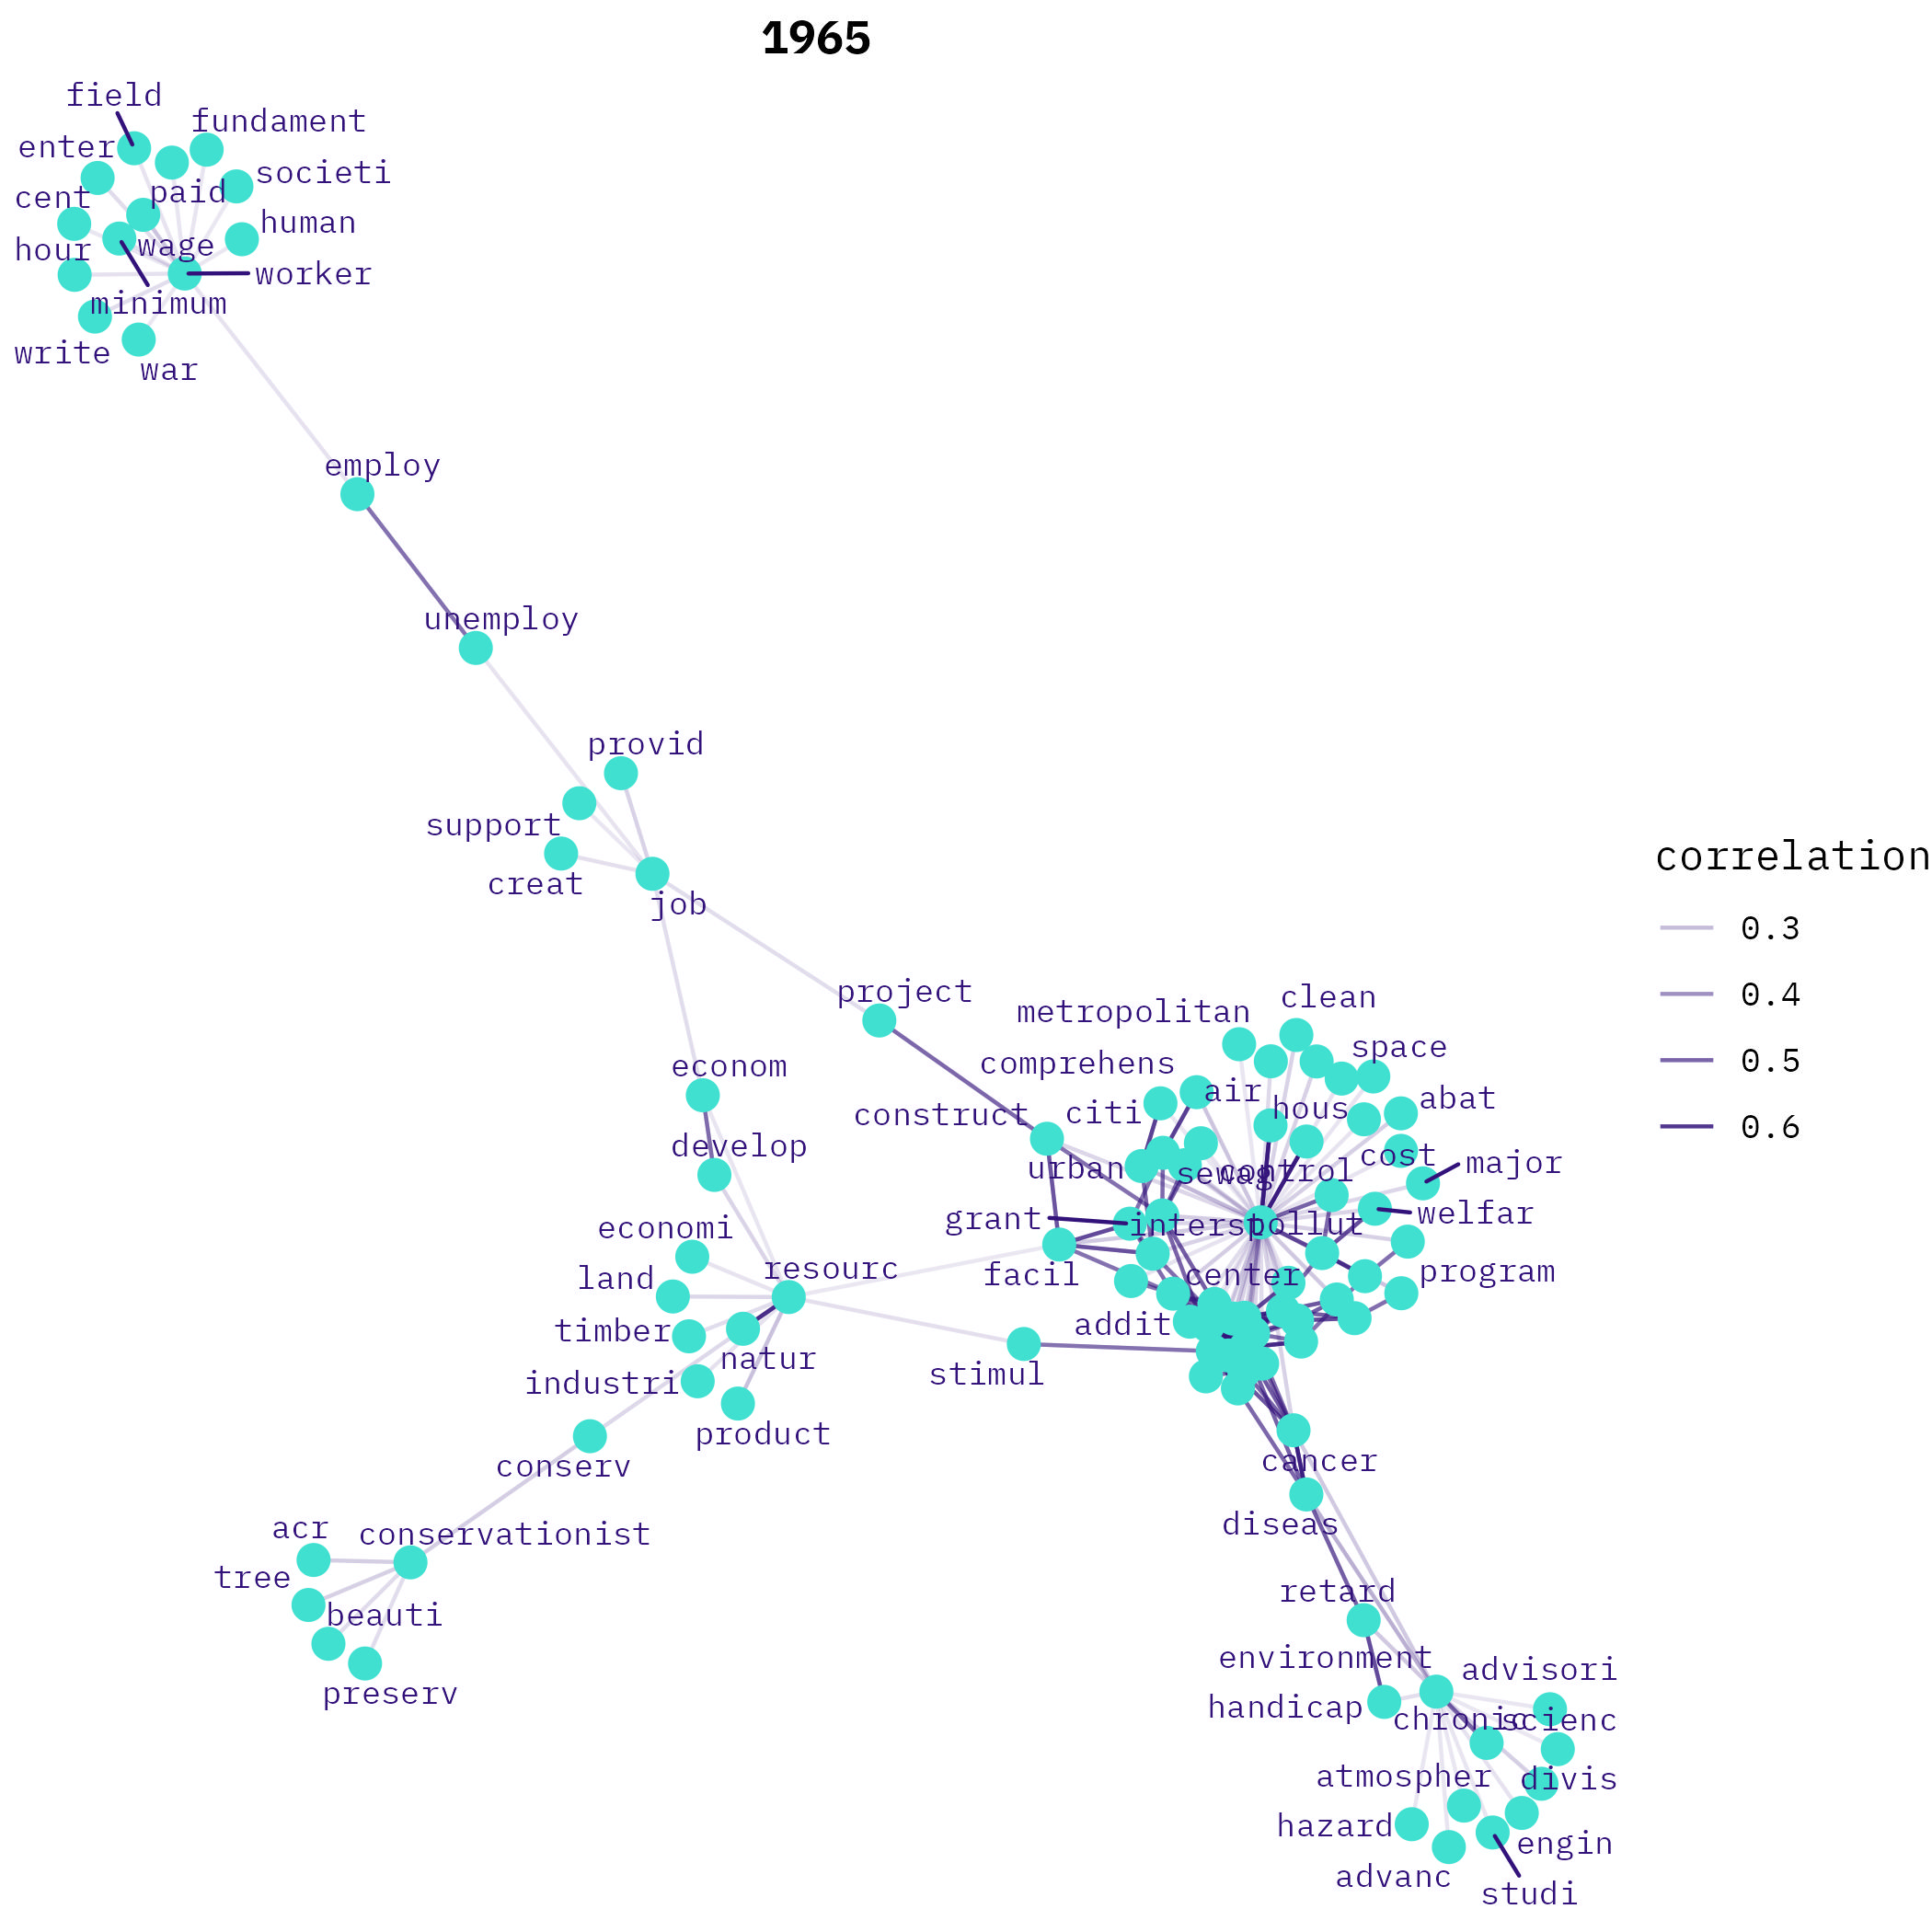 1965
field
fundament
enter
societi
cent
paid
human
hour
wage
worker
minimum
write
war
employ
unemploy
provid
support
creat
job
project
metropolitan
clean
comprehens
space
econom
air
construct
citi
hous
abat
develop
urban
sewag
control
cost
major
grant
interst
pollut
welfar
economi
land
resourc
facil
center
program
timber
addit
natur
industri
stimul
product
conserv
cancer
acr
conservationist
diseas
tree
beauti
retard
preserv
environment
advisori
handicap
chronic
scienc
atmospher
divis
hazard
engin
advanc
studi
correlation
0.3
0.4
0.5
0.6